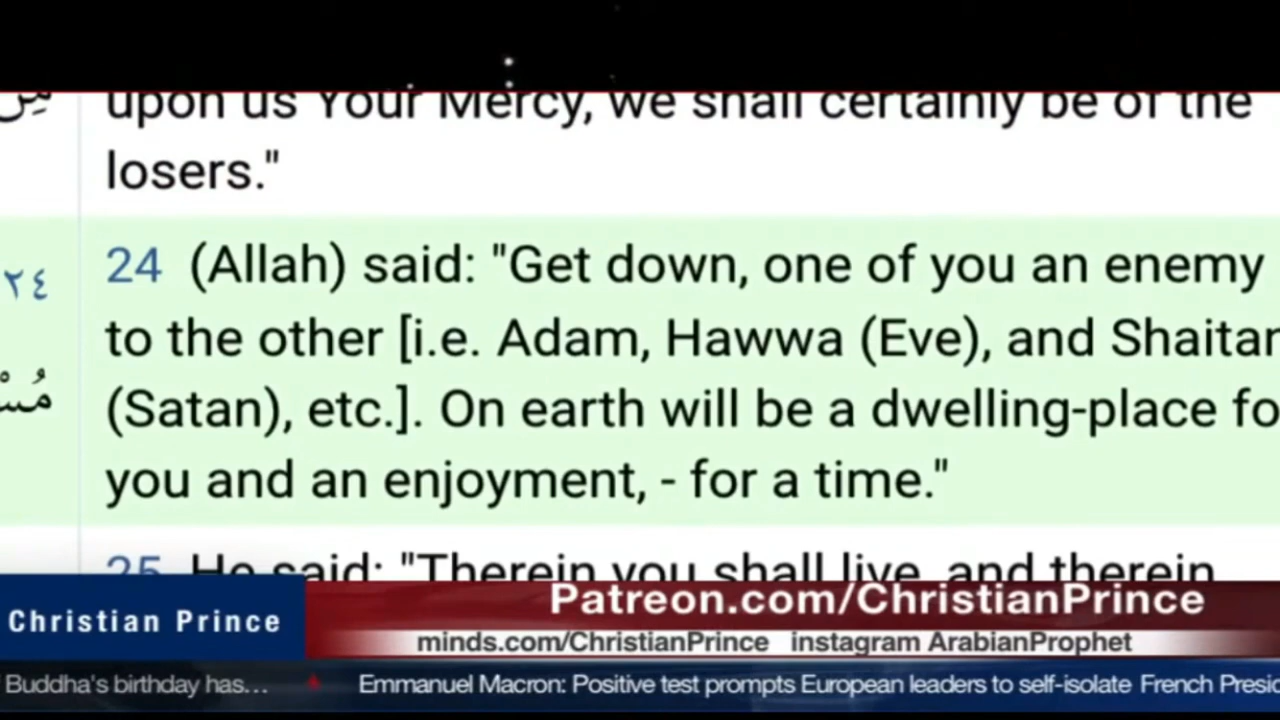 upon us Your Mercy, we shall certainly be of the
losers."
٢٤
24 (Allah) said: "Get down, one of you an enemy
to the other [i.e. Adam, Hawwa (Eve), and Shaitan
(Satan), etc.]. On earth will be a dwelling-place fo
you and an enjoyment, - for a time."
25 He said: "Therein you shall live, and therein
Patreon.com/ChristianPrince
Christian Prince
minds.com/ChristianPrince instagram ArabianProphet
Buddha's birthday has... Emmanuel Macron: Positive test prompts European leaders to self-isolate French Presi